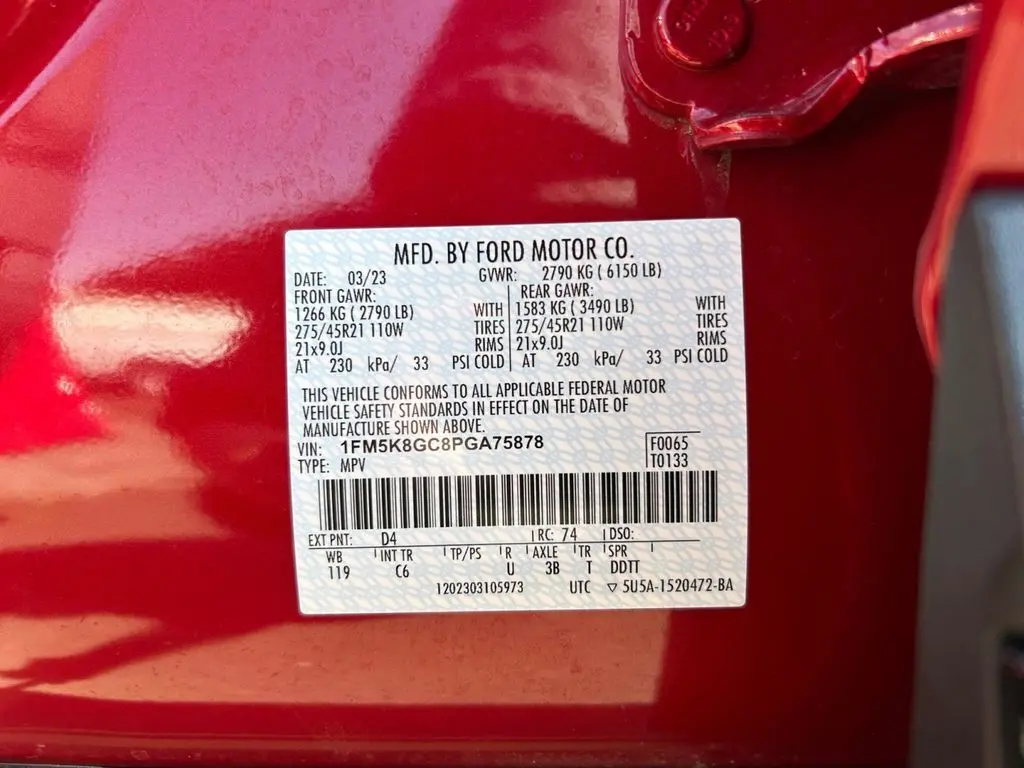 MFD. BY FORD MOTOR CO.
DATE: 03/23 GVWR: 2790 KG ( 6150 LB)
FRONT GAWR: REAR GAWR:
1266 KG ( 2790 LB) WITH 1583 KG ( 3490 LB) WITH
275/45R21 110W TIRES 275/45R21 110W TIRES
21x9.0J RIMS 21x9.0J RIMS
AT 230 kPa/ 33 PSI COLD AT 230 kPa/ 33 PSI COLD
THIS VEHICLE CONFORMS TO ALL APPLICABLE FEDERAL MOTOR
VEHICLE SAFETY STANDARDS IN EFFECT ON THE DATE OF
MANUFACTURE SHOWN ABOVE.
VIN: 1FM5K8GC8PGA75878 F0065
TYPE: MPV T0133
EXT PNT: D4 RC: 74 DSO:
WB INT TR TP/PS R AXLE TR SPR
119 C6 U 3B T DDTT
1202303105973 UTC ▽ 5U5A-1520472-BA